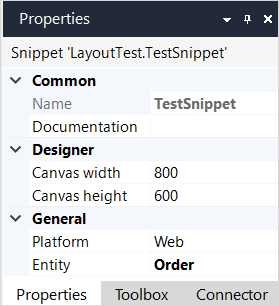 Properties
Snippet 'LayoutTest.TestSnippet'
Common
Name TestSnippet
Documentation
Designer
Canvas width 800
Canvas height 600
General
Platform Web
Entity Order
Properties Toolbox Connector